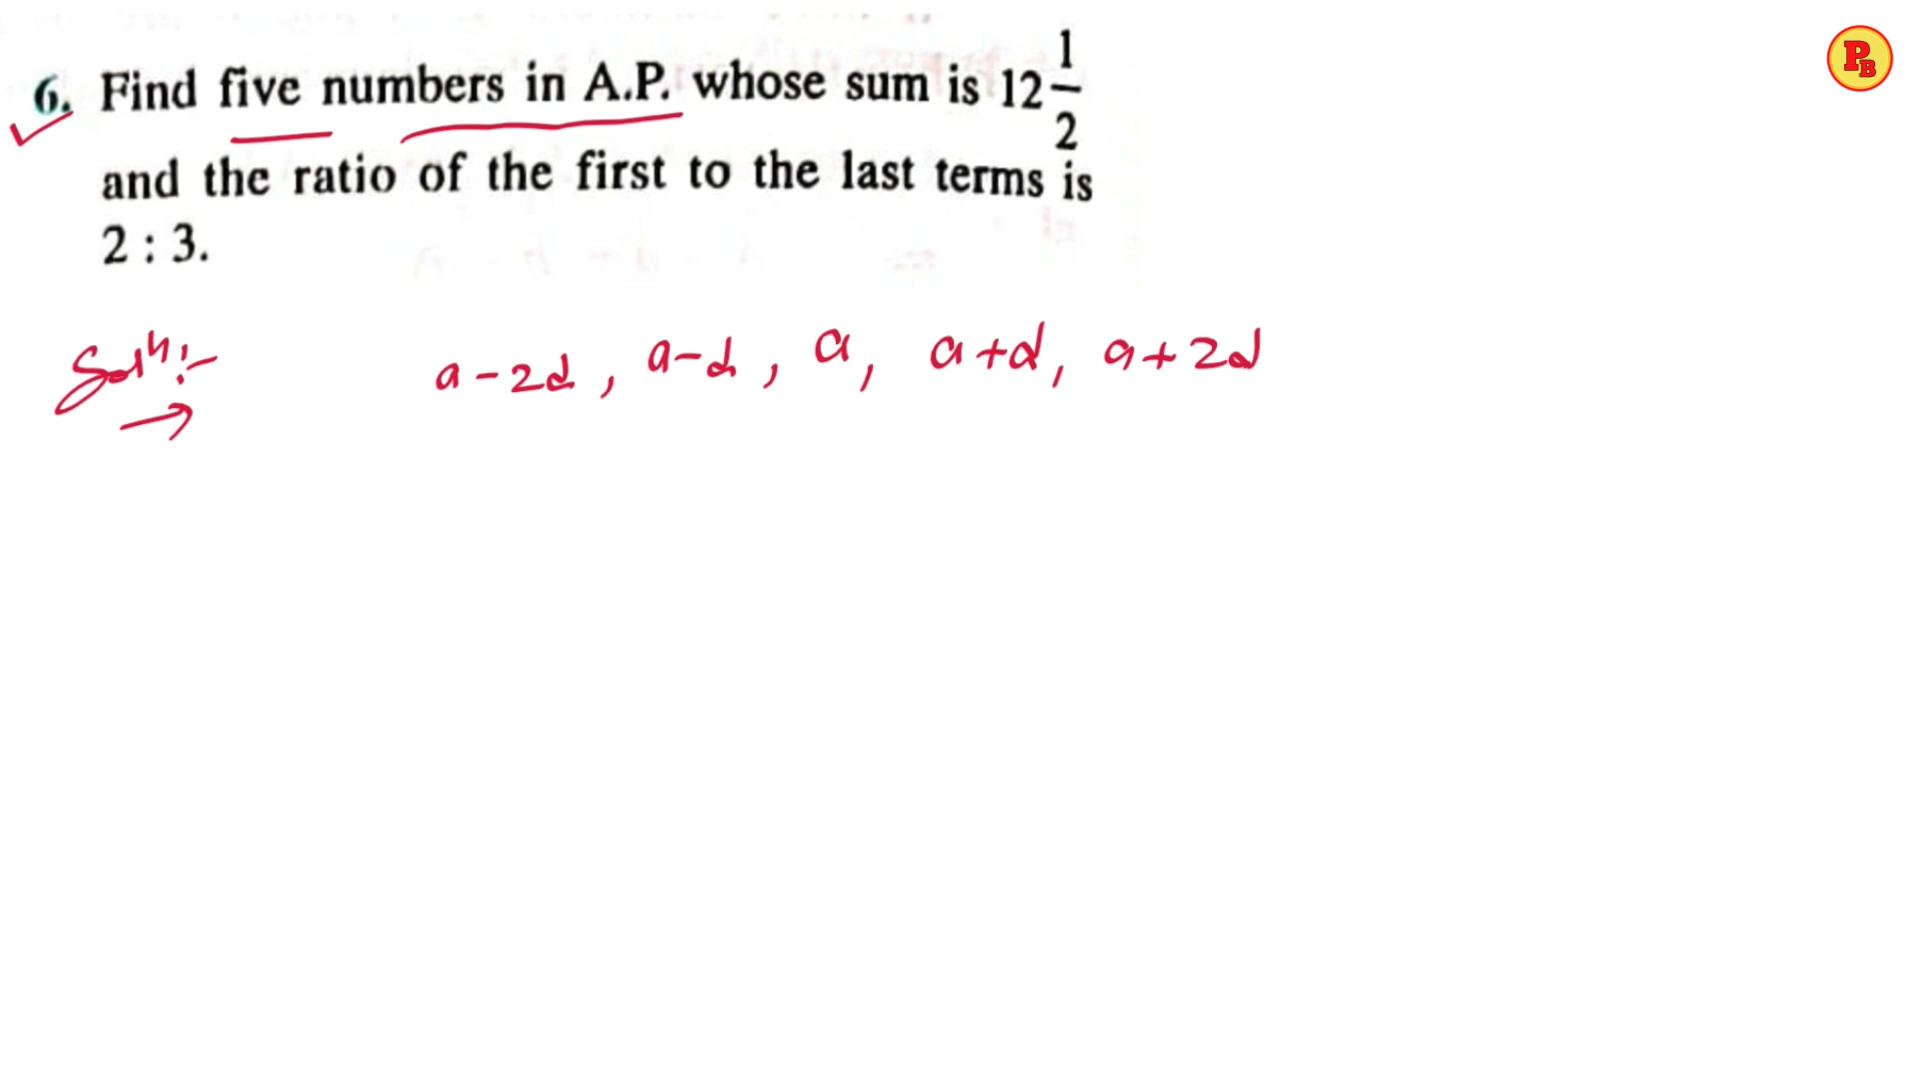 6. Find five numbers in A.P. whose sum is 12 1/2
and the ratio of the first to the last terms is
2 : 3.
Solⁿ:-
a - 2d, a - d, a, a + d, a + 2d
PB